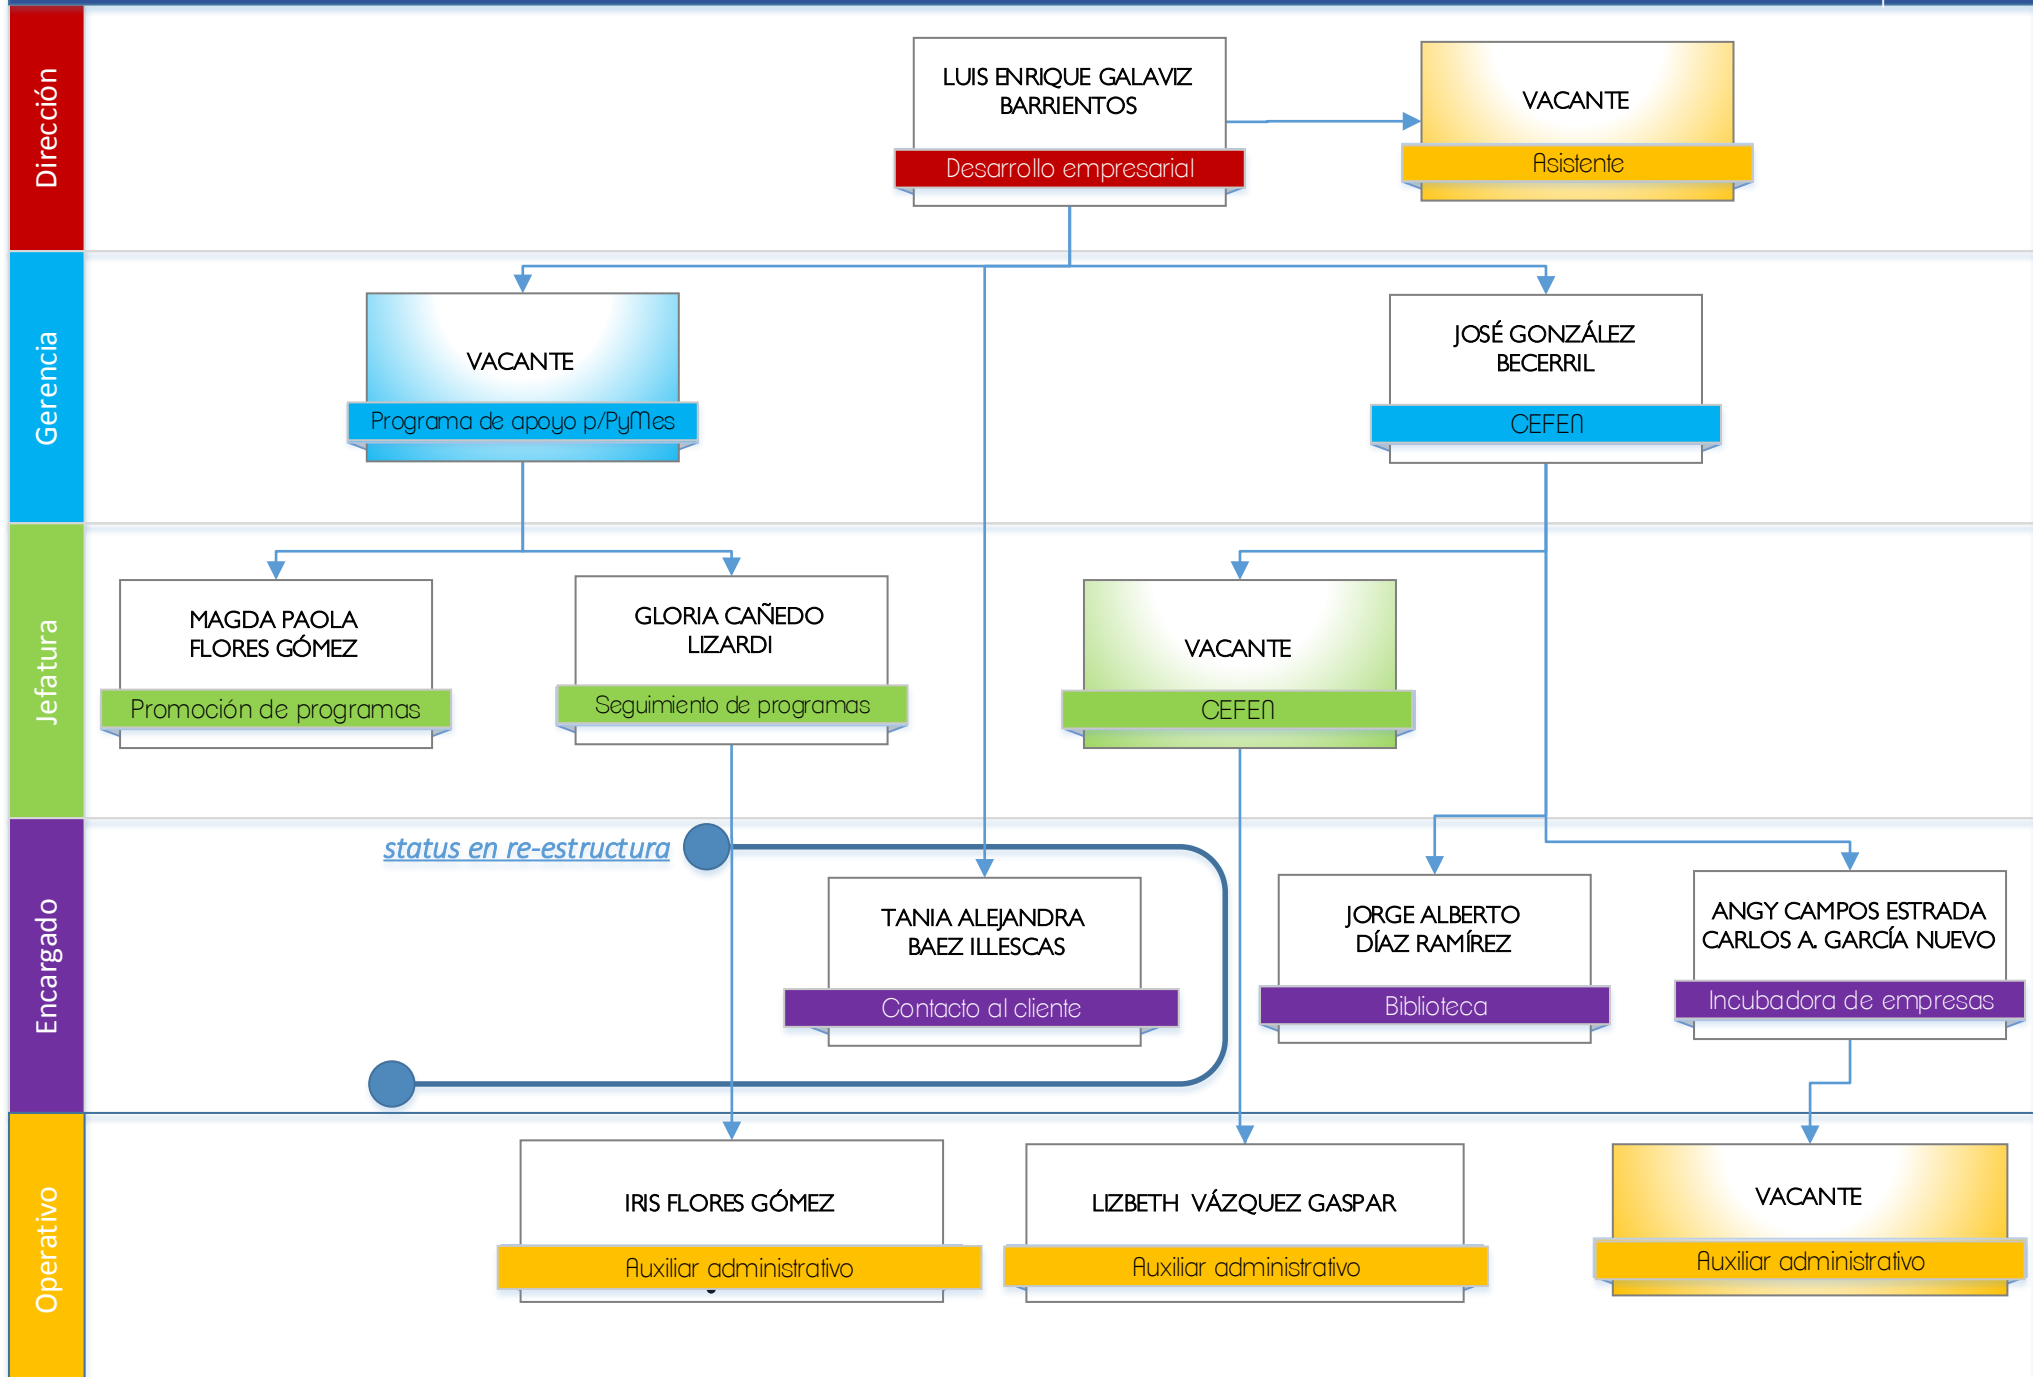 Dirección
LUIS ENRIQUE GALAVIZ
BARRIENTOS
Desarrollo empresarial
VACANTE
Asistente
Gerencia
VACANTE
Programa de apoyo p/PyMes
JOSÉ GONZÁLEZ
BECERRIL
CEFEN
Jefatura
MAGDA PAOLA
FLORES GÓMEZ
Promoción de programas
GLORIA CAÑEDO
LIZARDI
Seguimiento de programas
VACANTE
CEFEN
Encargado
status en re-estructura
TANIA ALEJANDRA
BAEZ ILLESCAS
Contacto al cliente
JORGE ALBERTO
DÍAZ RAMÍREZ
Biblioteca
ANGY CAMPOS ESTRADA
CARLOS A. GARCÍA NUEVO
Incubadora de empresas
Operativo
IRIS FLORES GÓMEZ
Auxiliar administrativo
LIZBETH  VÁZQUEZ GASPAR
Auxiliar administrativo
VACANTE
Auxiliar administrativo